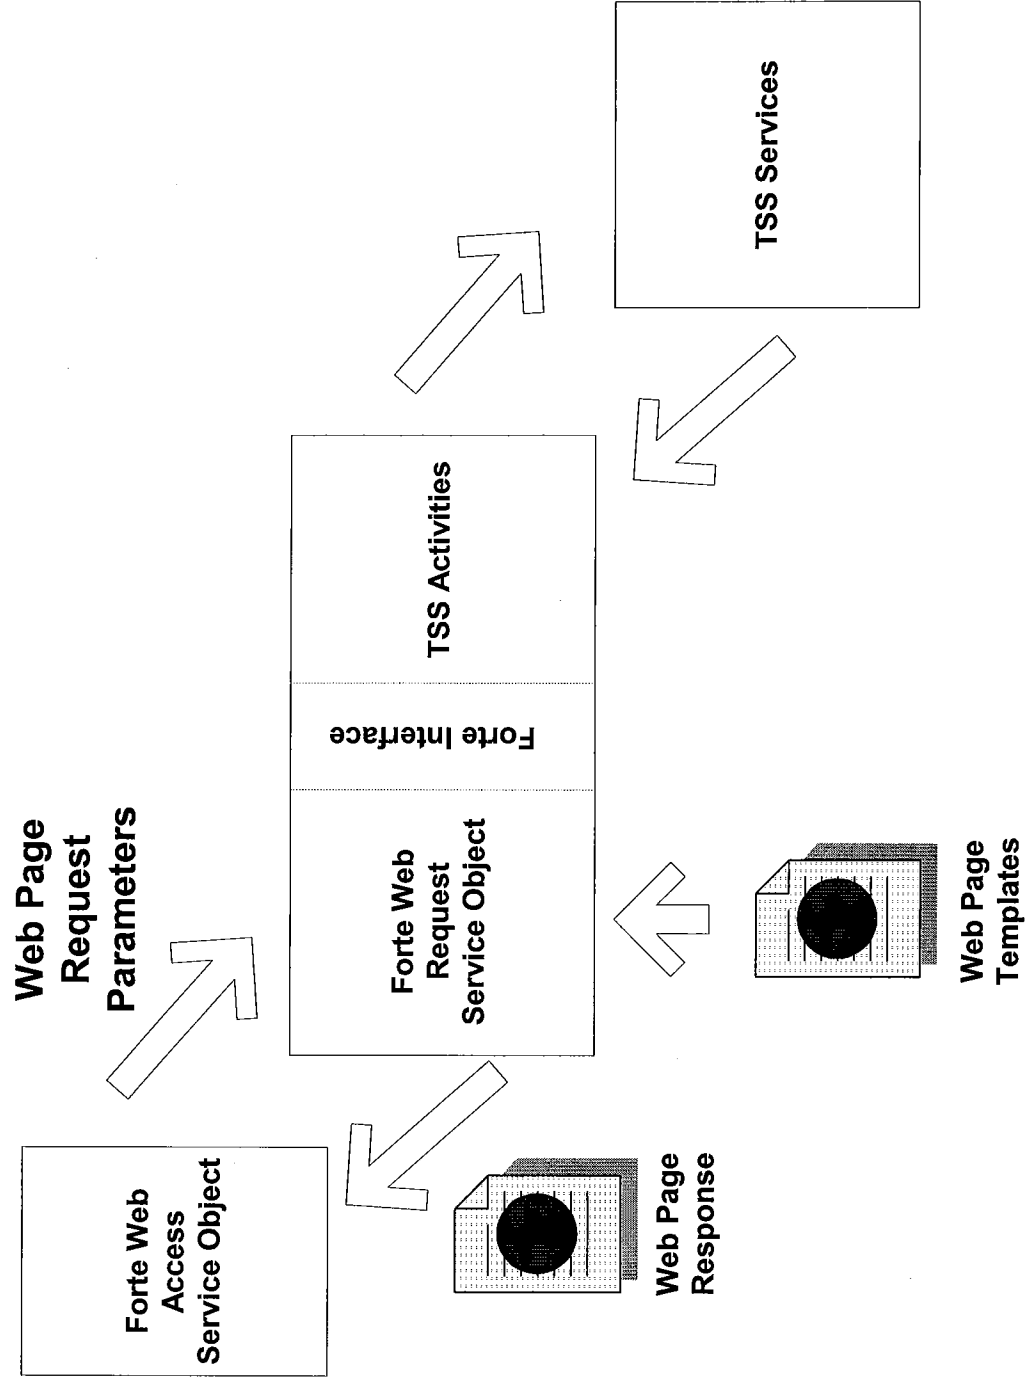 Web Page
Request
Parameters
Forte Web
Access
Service Object
Forte Web
Request
Service Object
Forte Interface
TSS Activities
TSS Services
Web Page
Response
Web Page
Templates